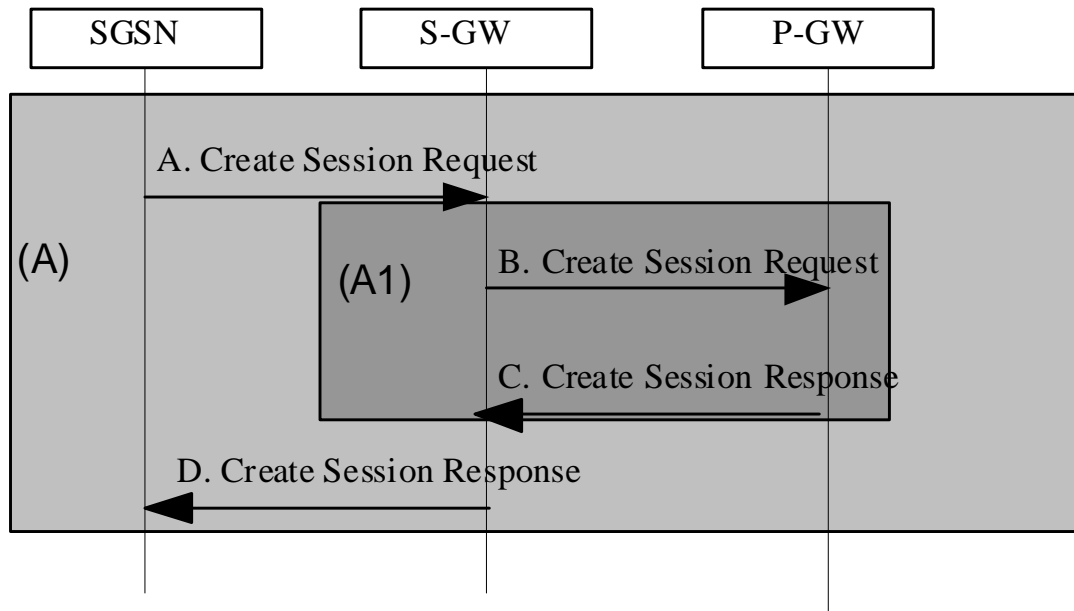 SGSN
S-GW
P-GW
A. Create Session Request
(A)
(A1)
B. Create Session Request
C. Create Session Response
D. Create Session Response